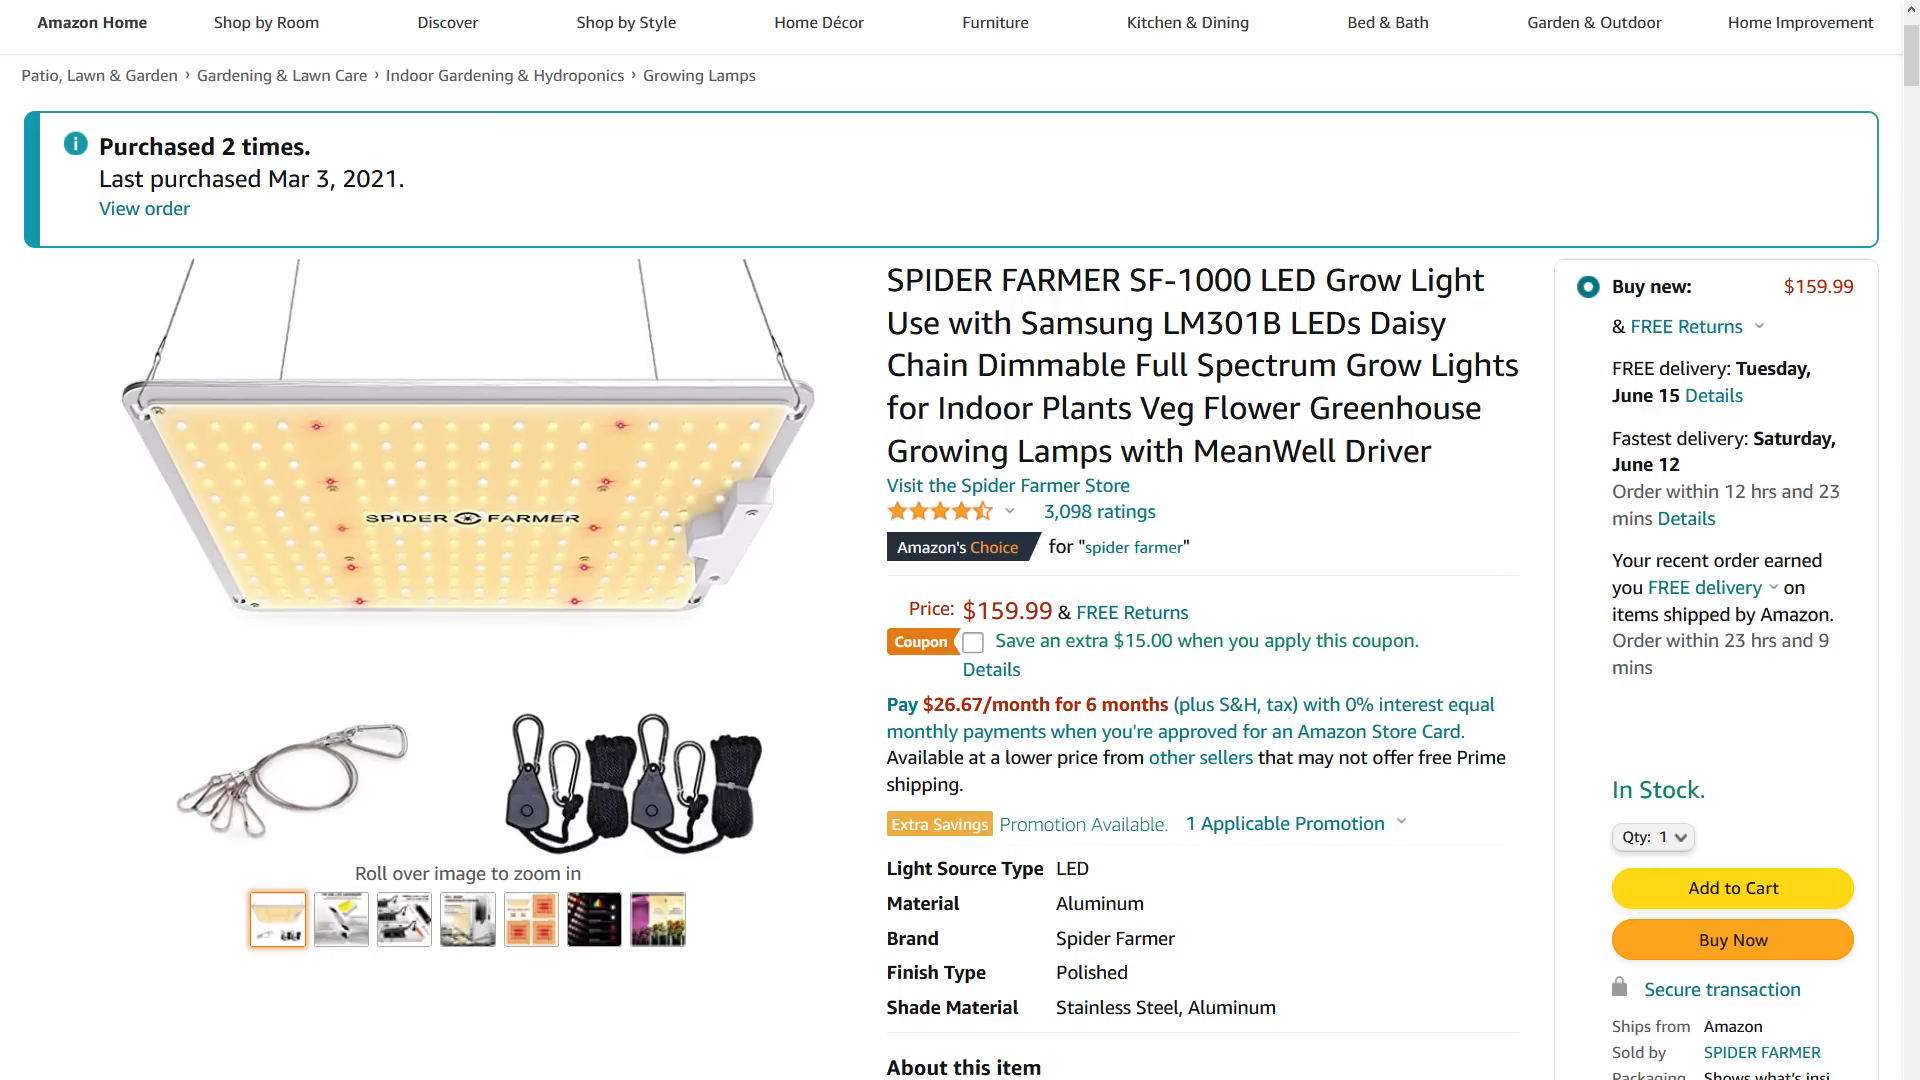 Amazon Home Shop by Room Discover Shop by Style Home Décor Furniture Kitchen & Dining Bed & Bath Garden & Outdoor Home Improvement
Patio, Lawn & Garden › Gardening & Lawn Care › Indoor Gardening & Hydroponics › Growing Lamps
Purchased 2 times.
Last purchased Mar 3, 2021.
View order
SPIDER FARMER
Roll over image to zoom in
SPIDER FARMER SF-1000 LED Grow Light
Use with Samsung LM301B LEDs Daisy
Chain Dimmable Full Spectrum Grow Lights
for Indoor Plants Veg Flower Greenhouse
Growing Lamps with MeanWell Driver
Visit the Spider Farmer Store
3,098 ratings
Amazon's Choice for "spider farmer"
Price: $159.99 & FREE Returns
Coupon Save an extra $15.00 when you apply this coupon.
Details
Pay $26.67/month for 6 months (plus S&H, tax) with 0% interest equal
monthly payments when you're approved for an Amazon Store Card.
Available at a lower price from other sellers that may not offer free Prime
shipping.
Extra Savings Promotion Available. 1 Applicable Promotion
Light Source Type LED
Material Aluminum
Brand Spider Farmer
Finish Type Polished
Shade Material Stainless Steel, Aluminum
About this item
Buy new: $159.99
& FREE Returns
FREE delivery: Tuesday,
June 15 Details
Fastest delivery: Saturday,
June 12
Order within 12 hrs and 23
mins Details
Your recent order earned
you FREE delivery on
items shipped by Amazon.
Order within 23 hrs and 9
mins
In Stock.
Qty: 1
Add to Cart
Buy Now
Secure transaction
Ships from Amazon
Sold by SPIDER FARMER
Packaging Shows what's insi